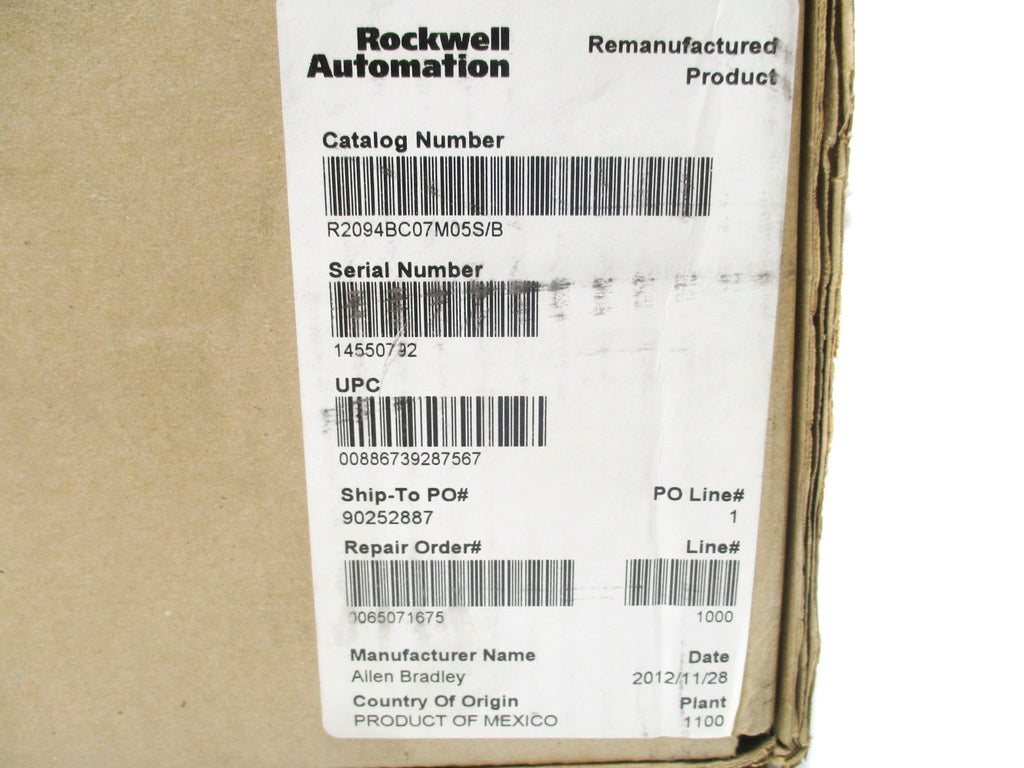 Rockwell
Automation
Remanufactured
Product
Catalog Number
R2094BC07M05S/B
Serial Number
14550792
UPC
00886739287567
Ship-To PO# PO Line#
90252887 1
Repair Order# Line#
0065071675 1000
Manufacturer Name Date
Allen Bradley 2012/11/28
Country Of Origin Plant
PRODUCT OF MEXICO 1100